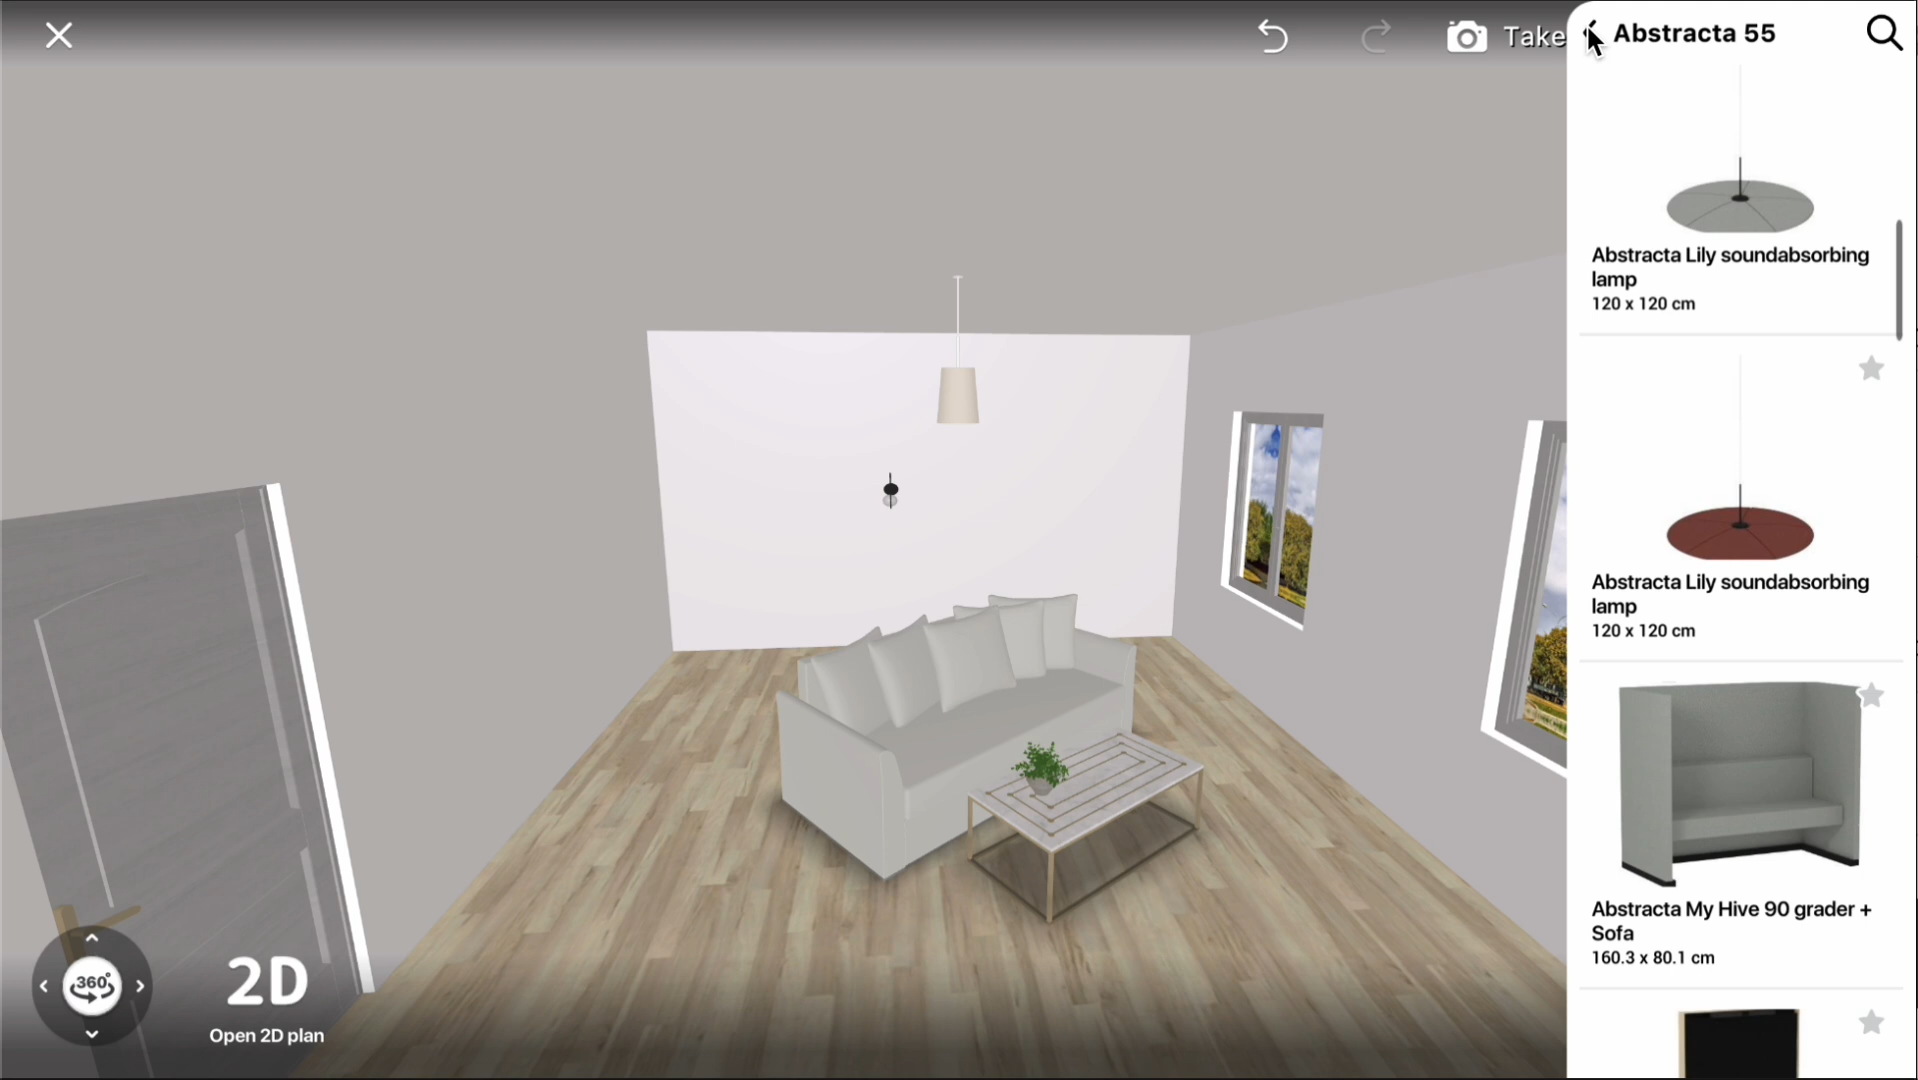 Take
Abstracta 55
Abstracta Lily soundabsorbing
lamp
120 x 120 cm
Abstracta Lily soundabsorbing
lamp
120 x 120 cm
Abstracta My Hive 90 grader +
Sofa
160.3 x 80.1 cm
360°
2D
Open 2D plan